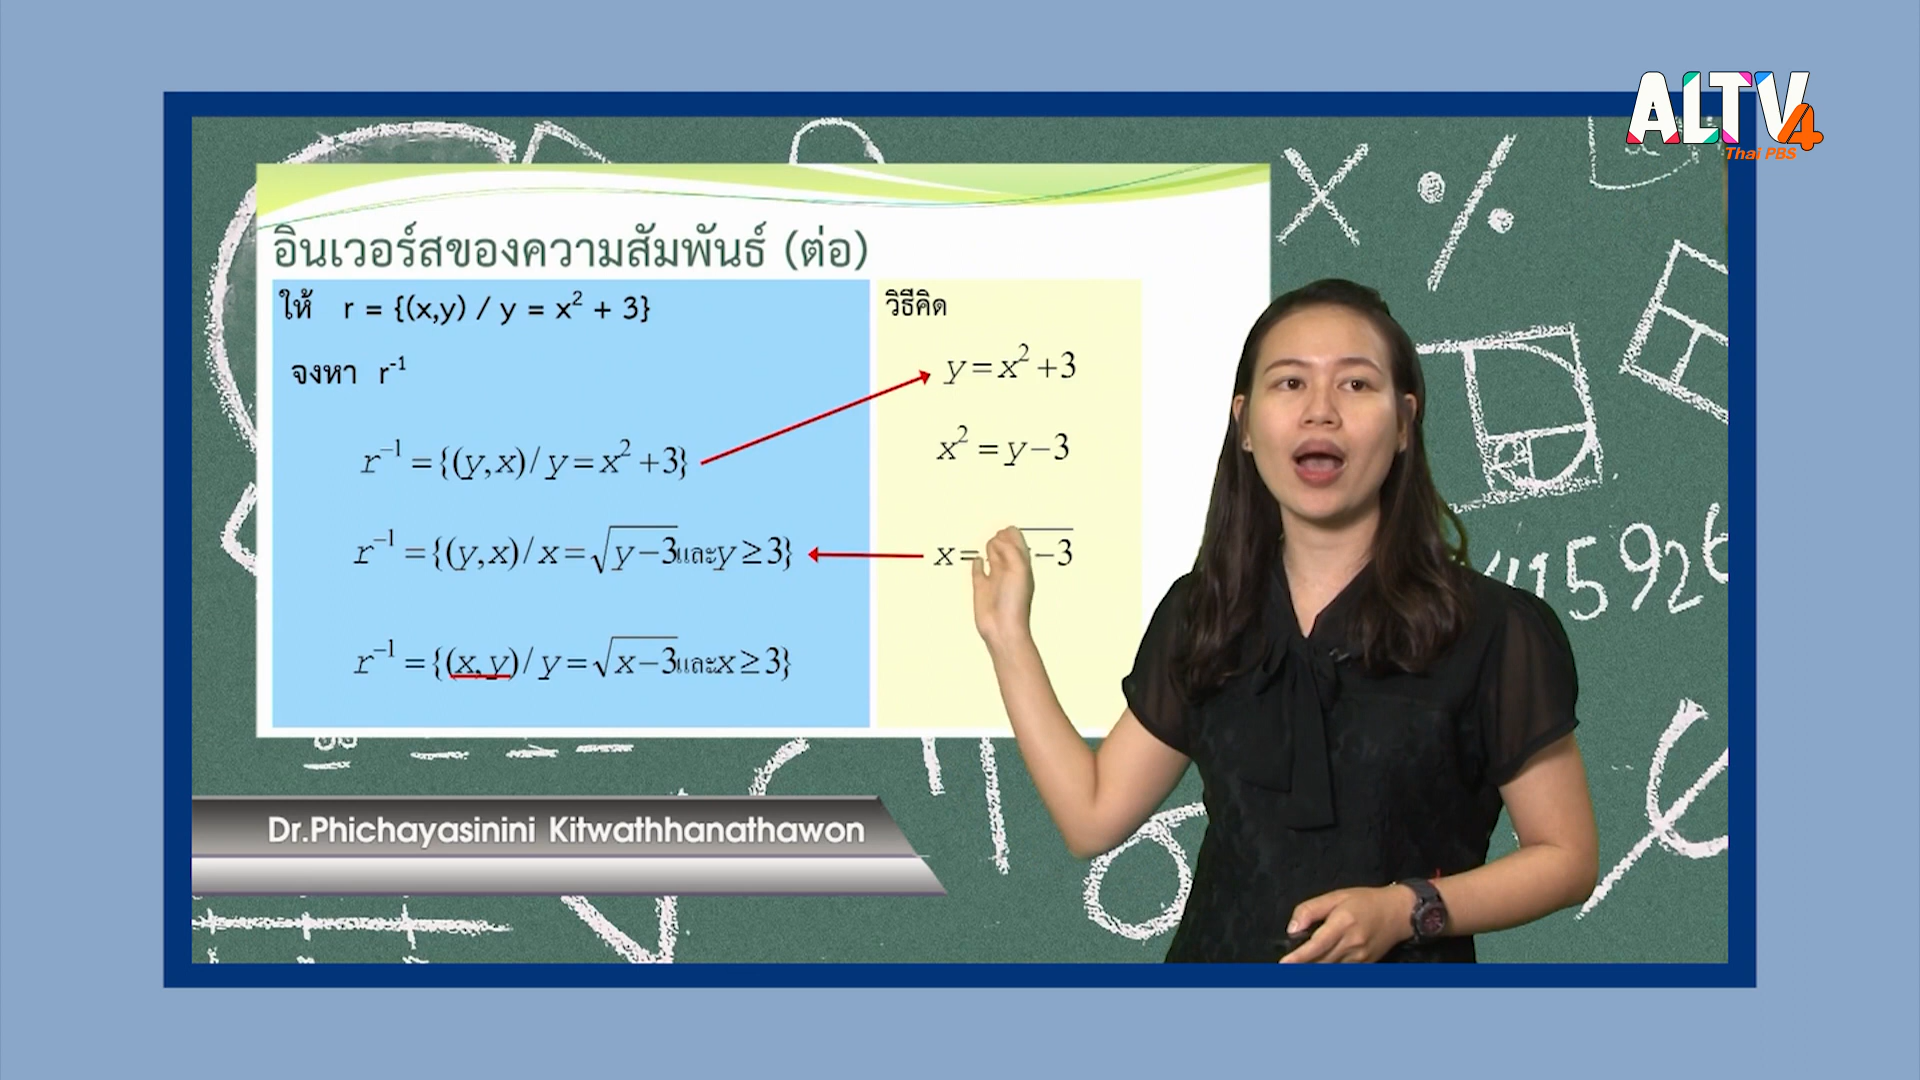 ALTV4
Thai PBS
อินเวอร์สของความสัมพันธ์ (ต่อ)
ให้ r = {(x,y) / y = x² + 3}
จงหา r⁻¹
r⁻¹ = {(y,x) / y = x² + 3}
r⁻¹ = {(y,x) / x = √(y−3) และ y ≥ 3}
r⁻¹ = {(x,y) / y = √(x−3) และ x ≥ 3}
วิธีคิด
y = x² + 3
x² = y − 3
x = −3
Dr.Phichayasinini Kitwathhanathawon